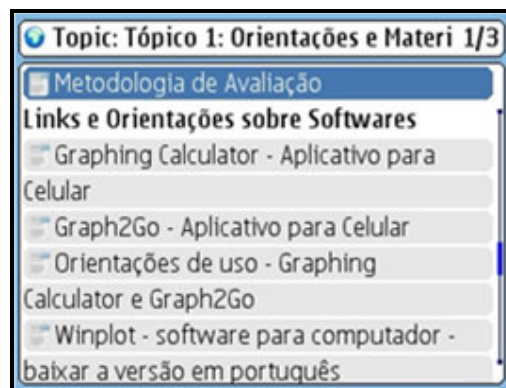 Topic: Tópico 1: Orientações e Materi 1/3
Metodologia de Avaliação
Links e Orientações sobre Softwares
Graphing Calculator - Aplicativo para
Celular
Graph2Go - Aplicativo para Celular
Orientações de uso - Graphing
Calculator e Graph2Go
Winplot - software para computador -
baixar a versão em português